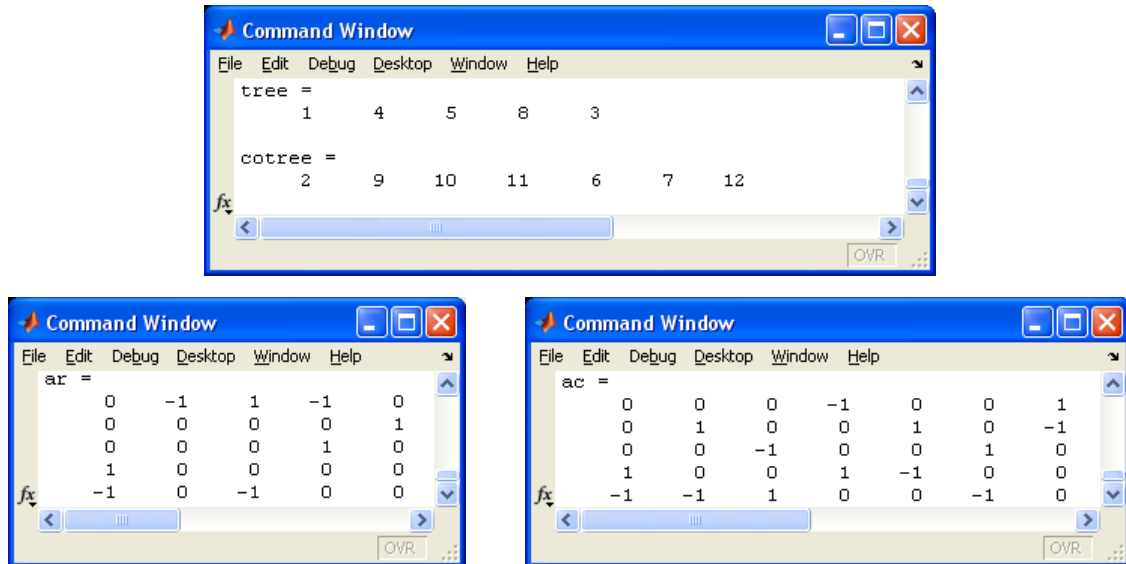 Command Window
File Edit Debug Desktop Window Help
tree =
1 4 5 8 3
cotree =
2 9 10 11 6 7 12
fx
OVR
Command Window
File Edit Debug Desktop Window Help
ar =
0 -1 1 -1 0
0 0 0 0 1
0 0 0 1 0
1 0 0 0 0
fx -1 0 -1 0 0
OVR
Command Window
File Edit Debug Desktop Window Help
ac =
0 0 0 -1 0 0 1
0 1 0 0 1 0 -1
0 0 -1 0 0 1 0
1 0 0 1 -1 0 0
fx -1 -1 1 0 0 -1 0
OVR